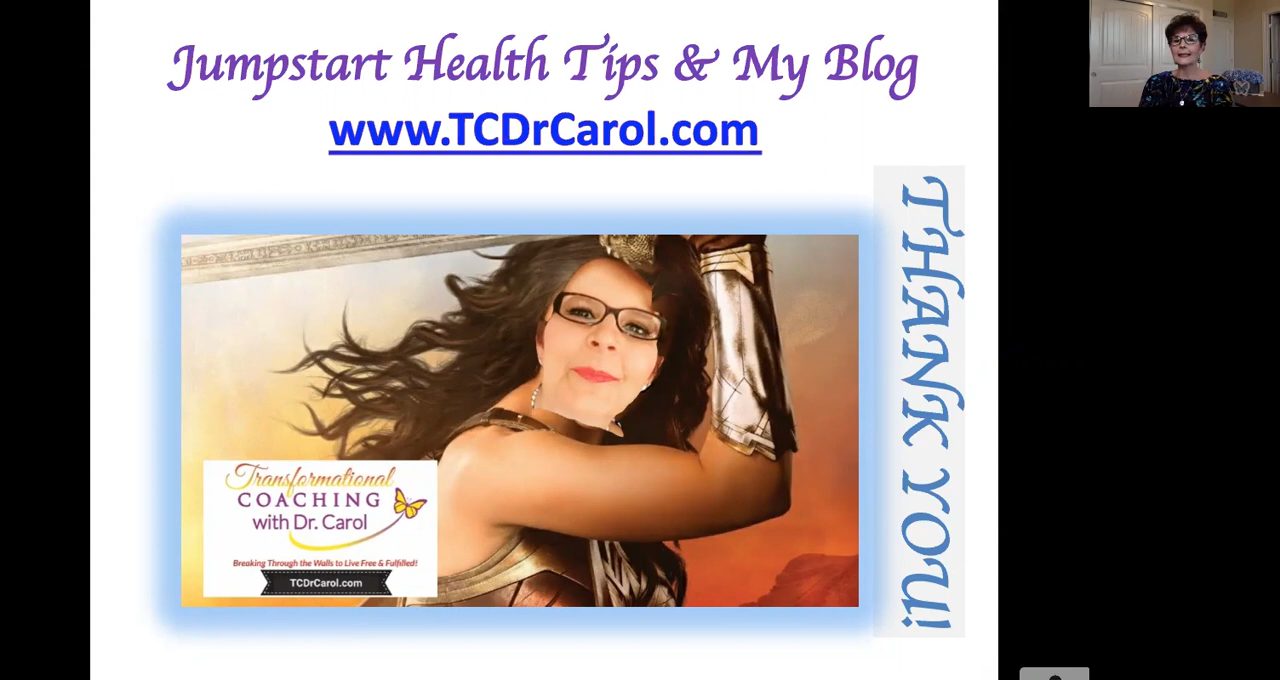 Jumpstart Health Tips & My Blog
www.TCDrCarol.com
THANK YOU!
Transformational
COACHING
with Dr. Carol
Breaking Through the Walls to Live Free & Fulfilled!
TCDrCarol.com